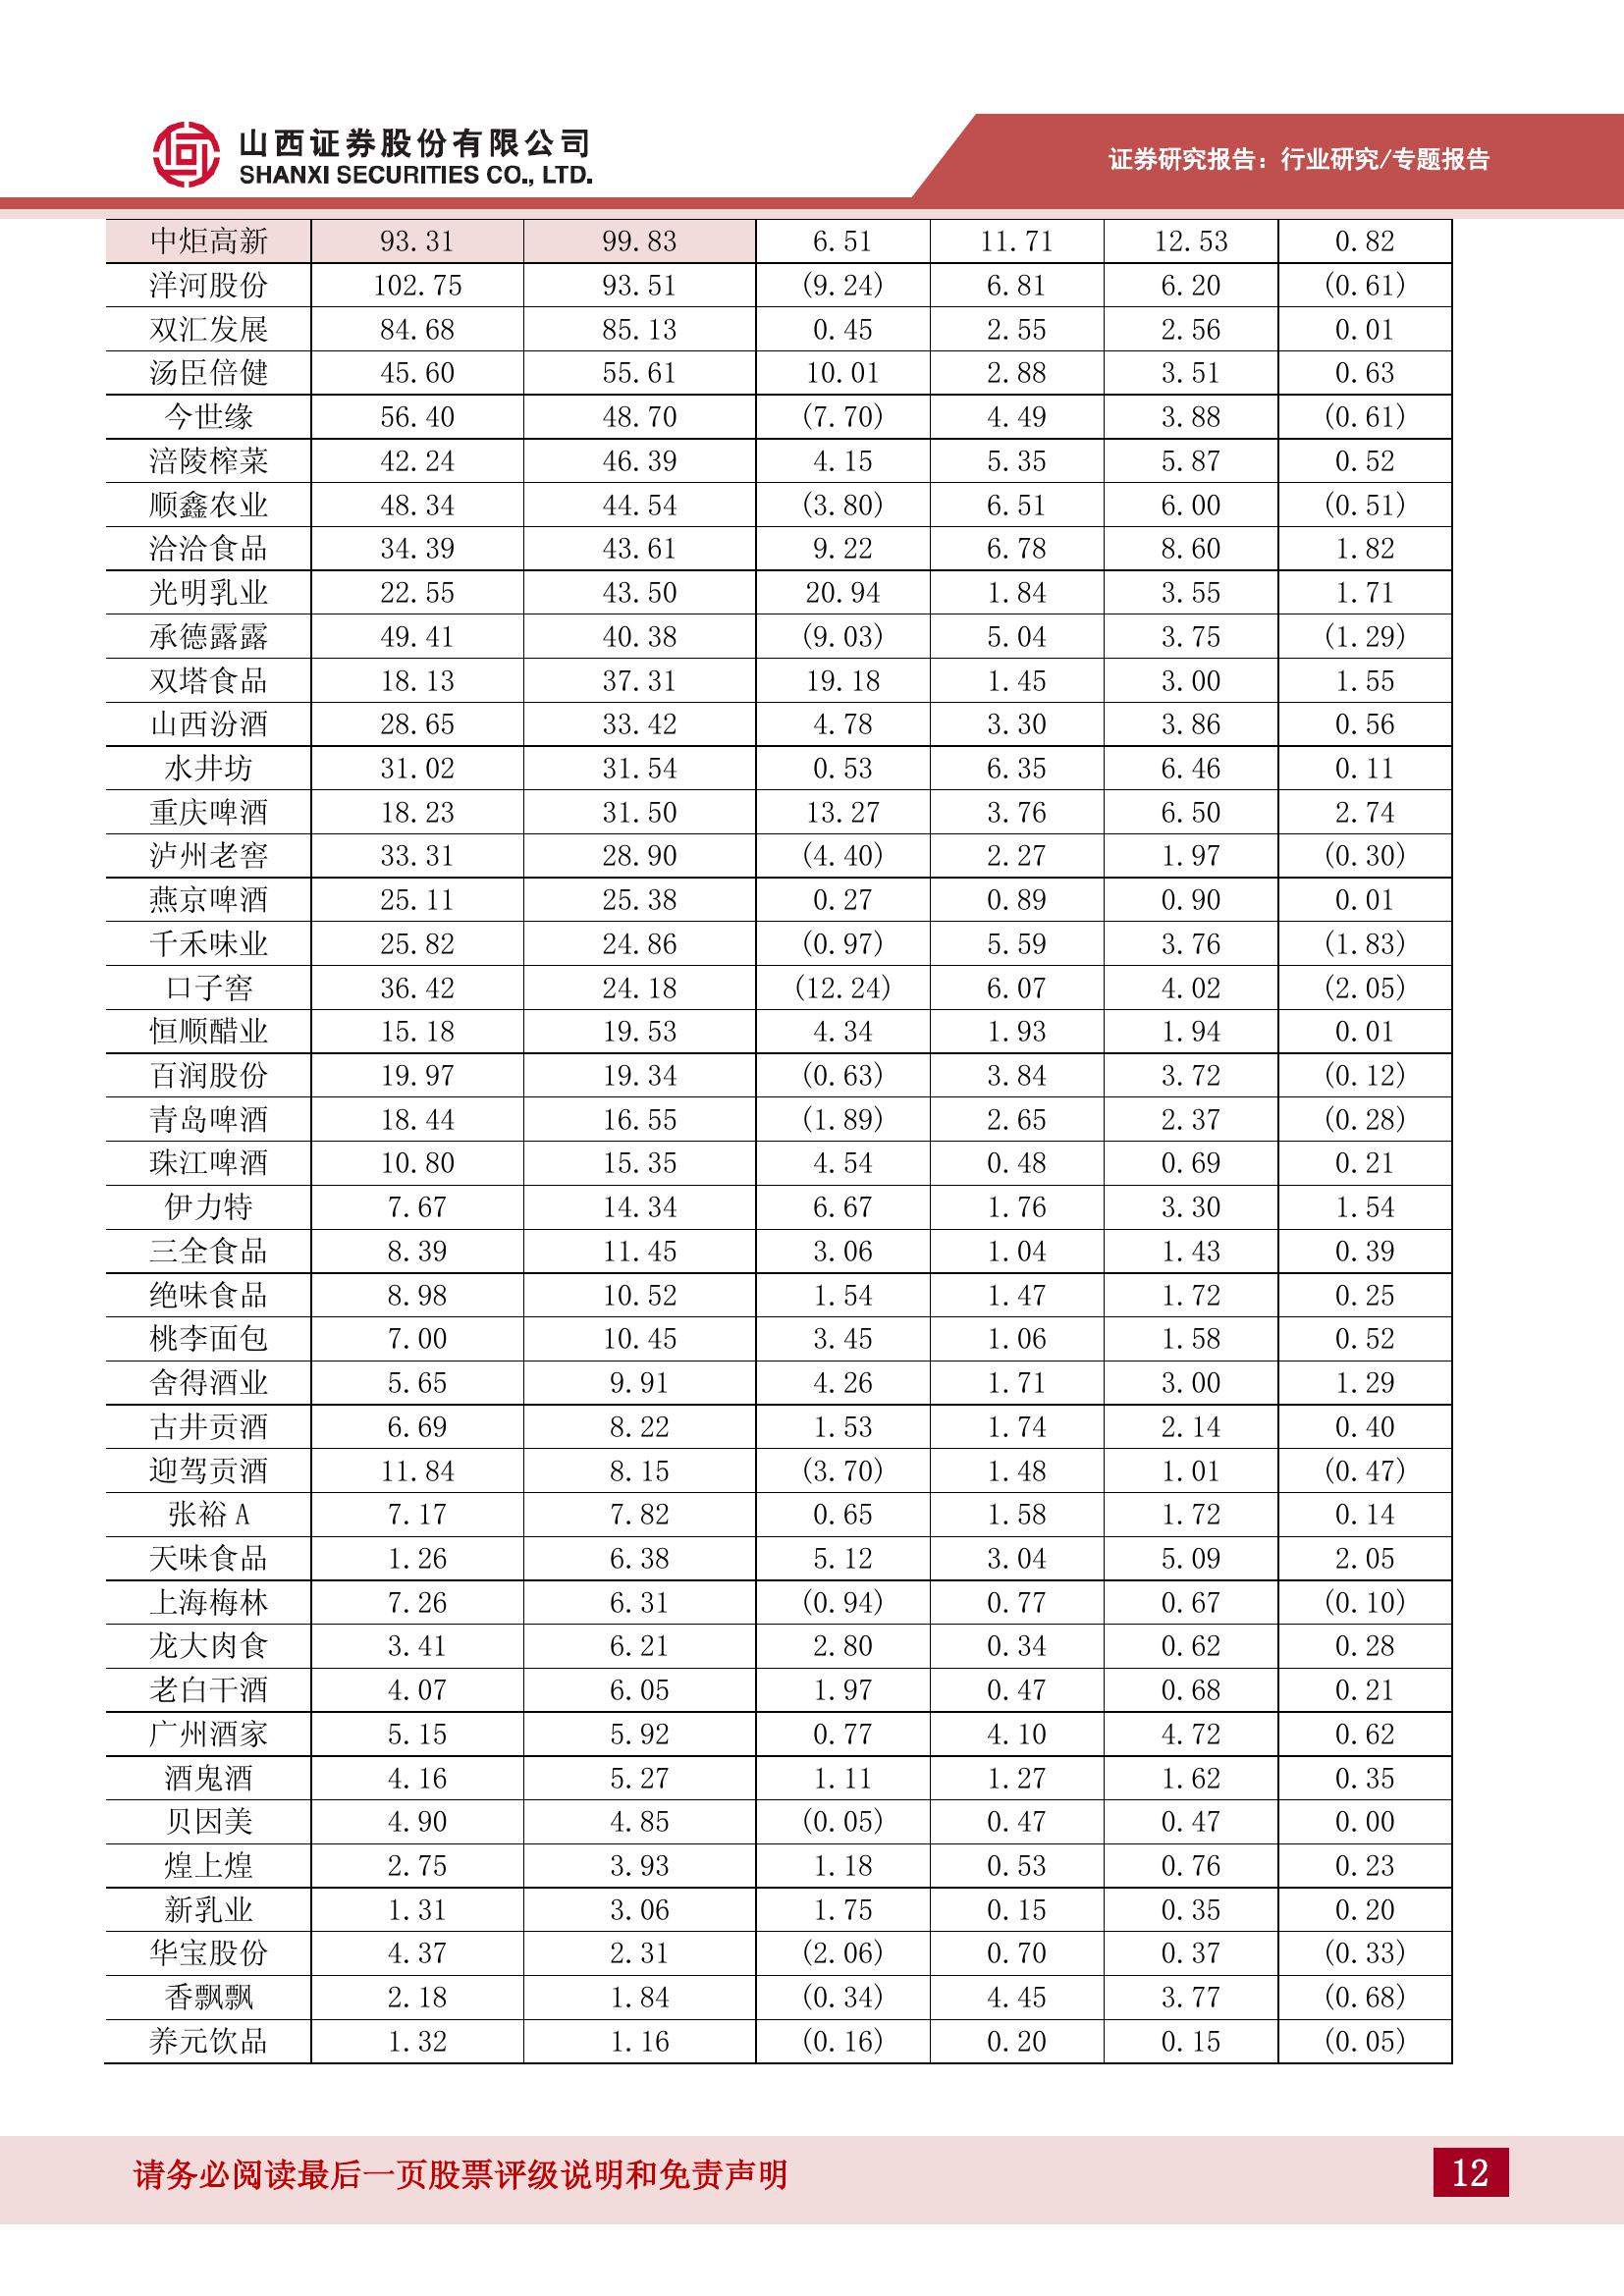 山西证券股份有限公司
SHANXI SECURITIES CO., LTD.
证券研究报告：行业研究/专题报告
中炬高新 93.31 99.83 6.51 11.71 12.53 0.82
洋河股份 102.75 93.51 (9.24) 6.81 6.20 (0.61)
双汇发展 84.68 85.13 0.45 2.55 2.56 0.01
汤臣倍健 45.60 55.61 10.01 2.88 3.51 0.63
今世缘 56.40 48.70 (7.70) 4.49 3.88 (0.61)
涪陵榨菜 42.24 46.39 4.15 5.35 5.87 0.52
顺鑫农业 48.34 44.54 (3.80) 6.51 6.00 (0.51)
洽洽食品 34.39 43.61 9.22 6.78 8.60 1.82
光明乳业 22.55 43.50 20.94 1.84 3.55 1.71
承德露露 49.41 40.38 (9.03) 5.04 3.75 (1.29)
双塔食品 18.13 37.31 19.18 1.45 3.00 1.55
山西汾酒 28.65 33.42 4.78 3.30 3.86 0.56
水井坊 31.02 31.54 0.53 6.35 6.46 0.11
重庆啤酒 18.23 31.50 13.27 3.76 6.50 2.74
泸州老窖 33.31 28.90 (4.40) 2.27 1.97 (0.30)
燕京啤酒 25.11 25.38 0.27 0.89 0.90 0.01
千禾味业 25.82 24.86 (0.97) 5.59 3.76 (1.83)
口子窖 36.42 24.18 (12.24) 6.07 4.02 (2.05)
恒顺醋业 15.18 19.53 4.34 1.93 1.94 0.01
百润股份 19.97 19.34 (0.63) 3.84 3.72 (0.12)
青岛啤酒 18.44 16.55 (1.89) 2.65 2.37 (0.28)
珠江啤酒 10.80 15.35 4.54 0.48 0.69 0.21
伊力特 7.67 14.34 6.67 1.76 3.30 1.54
三全食品 8.39 11.45 3.06 1.04 1.43 0.39
绝味食品 8.98 10.52 1.54 1.47 1.72 0.25
桃李面包 7.00 10.45 3.45 1.06 1.58 0.52
舍得酒业 5.65 9.91 4.26 1.71 3.00 1.29
古井贡酒 6.69 8.22 1.53 1.74 2.14 0.40
迎驾贡酒 11.84 8.15 (3.70) 1.48 1.01 (0.47)
张裕 A 7.17 7.82 0.65 1.58 1.72 0.14
天味食品 1.26 6.38 5.12 3.04 5.09 2.05
上海梅林 7.26 6.31 (0.94) 0.77 0.67 (0.10)
龙大肉食 3.41 6.21 2.80 0.34 0.62 0.28
老白干酒 4.07 6.05 1.97 0.47 0.68 0.21
广州酒家 5.15 5.92 0.77 4.10 4.72 0.62
酒鬼酒 4.16 5.27 1.11 1.27 1.62 0.35
贝因美 4.90 4.85 (0.05) 0.47 0.47 0.00
煌上煌 2.75 3.93 1.18 0.53 0.76 0.23
新乳业 1.31 3.06 1.75 0.15 0.35 0.20
华宝股份 4.37 2.31 (2.06) 0.70 0.37 (0.33)
香飘飘 2.18 1.84 (0.34) 4.45 3.77 (0.68)
养元饮品 1.32 1.16 (0.16) 0.20 0.15 (0.05)
请务必阅读最后一页股票评级说明和免责声明
12